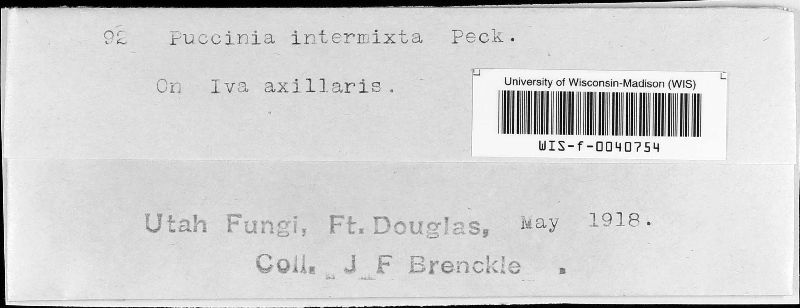 92 Puccinia intermixta Peck.
On Iva axillaris.
University of Wisconsin-Madison (WIS)
WIS-f-0040754
Utah Fungi, Ft. Douglas, May 1918.
Coll. J F Brenckle .